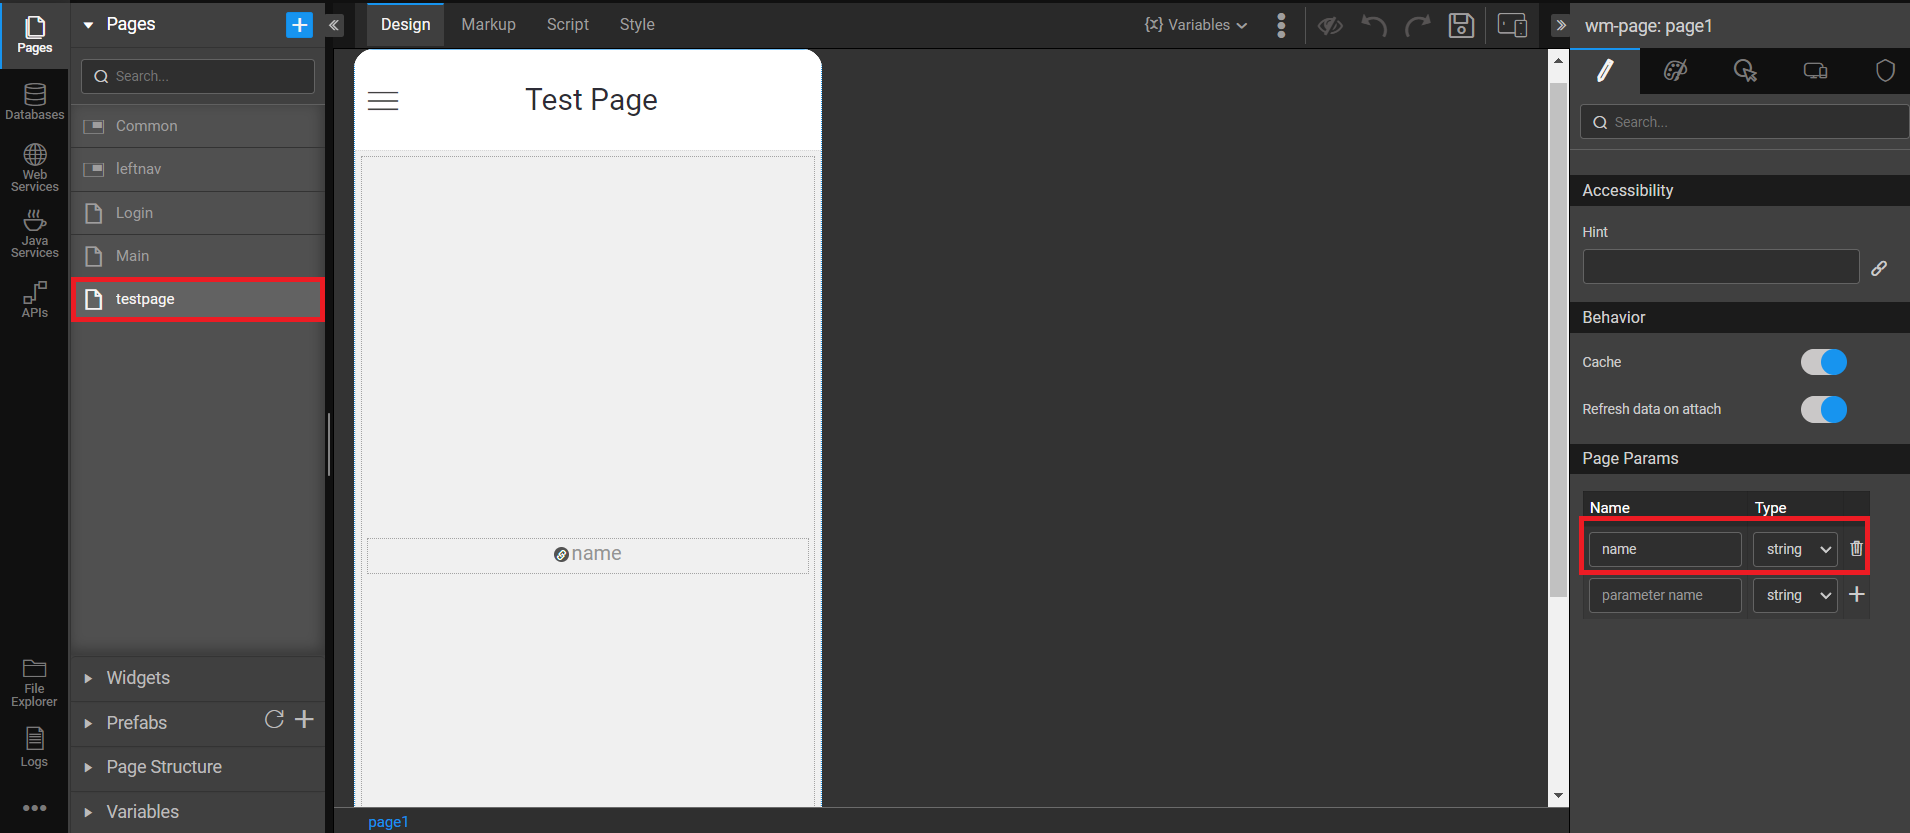 Pages
Databases
Web
Services
Java
Services
APIs
File
Explorer
Logs
Pages
Search...
Common
leftnav
Login
Main
testpage
Widgets
Prefabs
Page Structure
Variables
Design
Markup
Script
Style
{x} Variables
Test Page
name
page1
wm-page: page1
Search...
Accessibility
Hint
Behavior
Cache
Refresh data on attach
Page Params
Name Type
name string
parameter name string